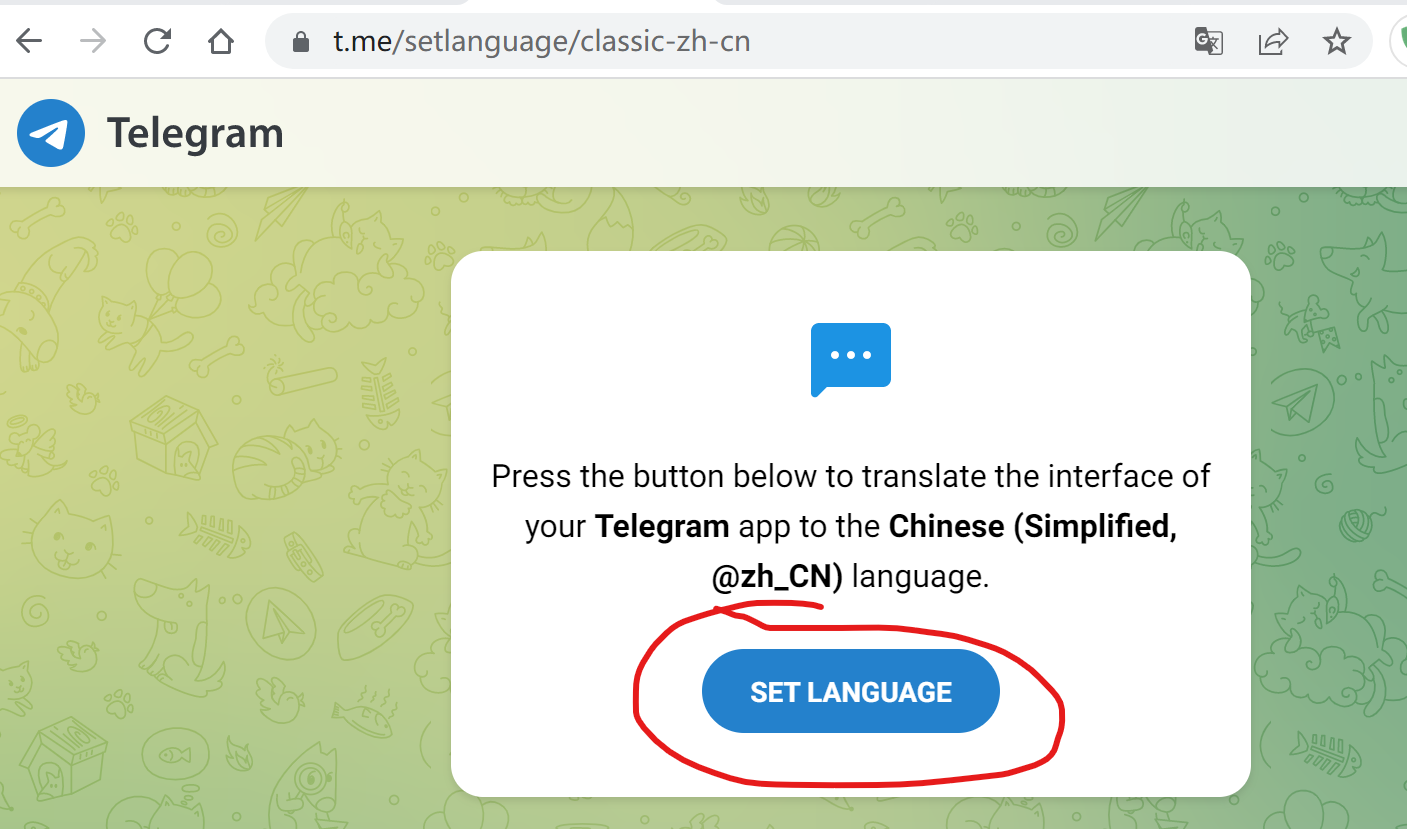 t.me/setlanguage/classic-zh-cn
Telegram
Press the button below to translate the interface of
your Telegram app to the Chinese (Simplified,
@zh_CN) language.
SET LANGUAGE